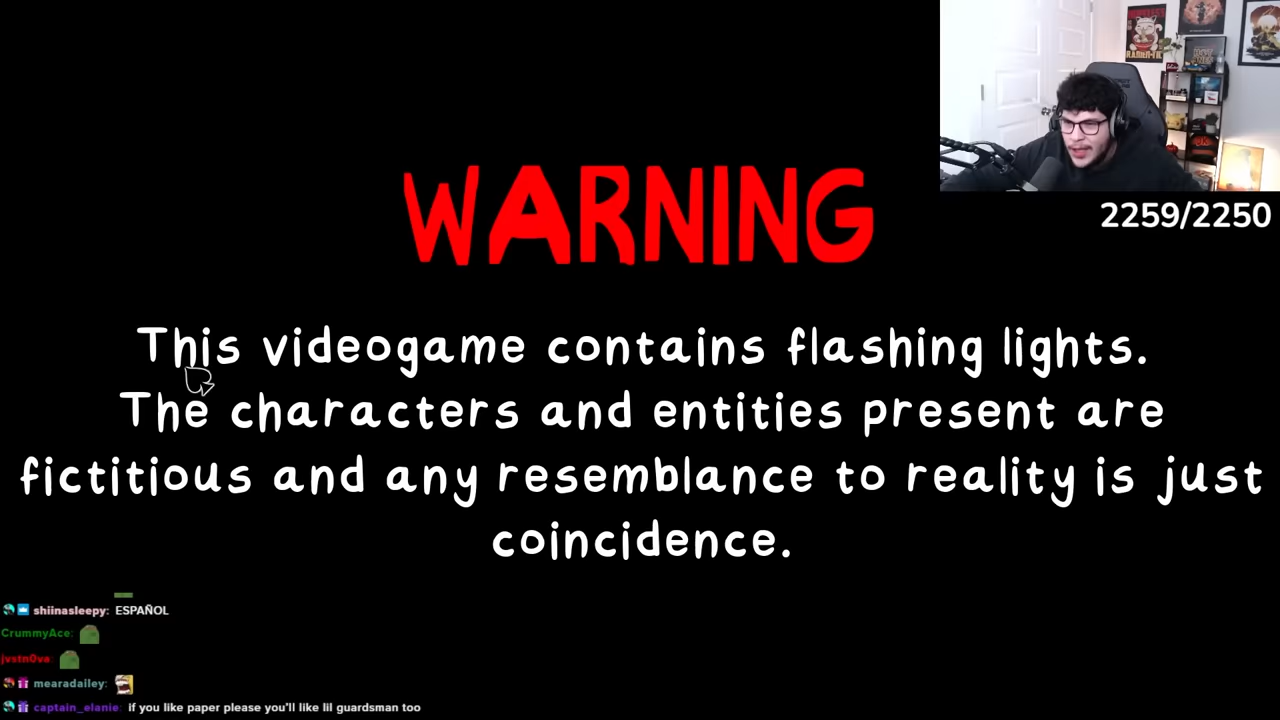 WARNING
2259/2250
This videogame contains flashing lights.
The characters and entities present are
fictitious and any resemblance to reality is just
coincidence.
shiinasleepy: ESPAÑOL
CrummyAce:
jvstn0va:
mearadailey:
captain_elanie: if you like paper please you'll like lil guardsman too